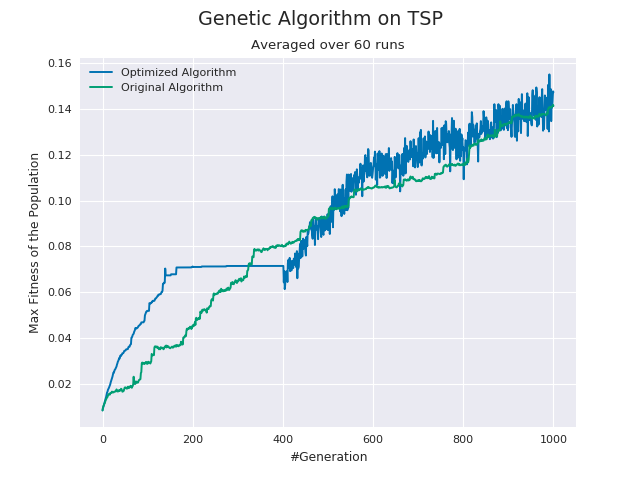 Genetic Algorithm on TSP
Averaged over 60 runs
Optimized Algorithm
Original Algorithm
Max Fitness of the Population
0.16
0.14
0.12
0.10
0.08
0.06
0.04
0.02
0 200 400 600 800 1000
#Generation